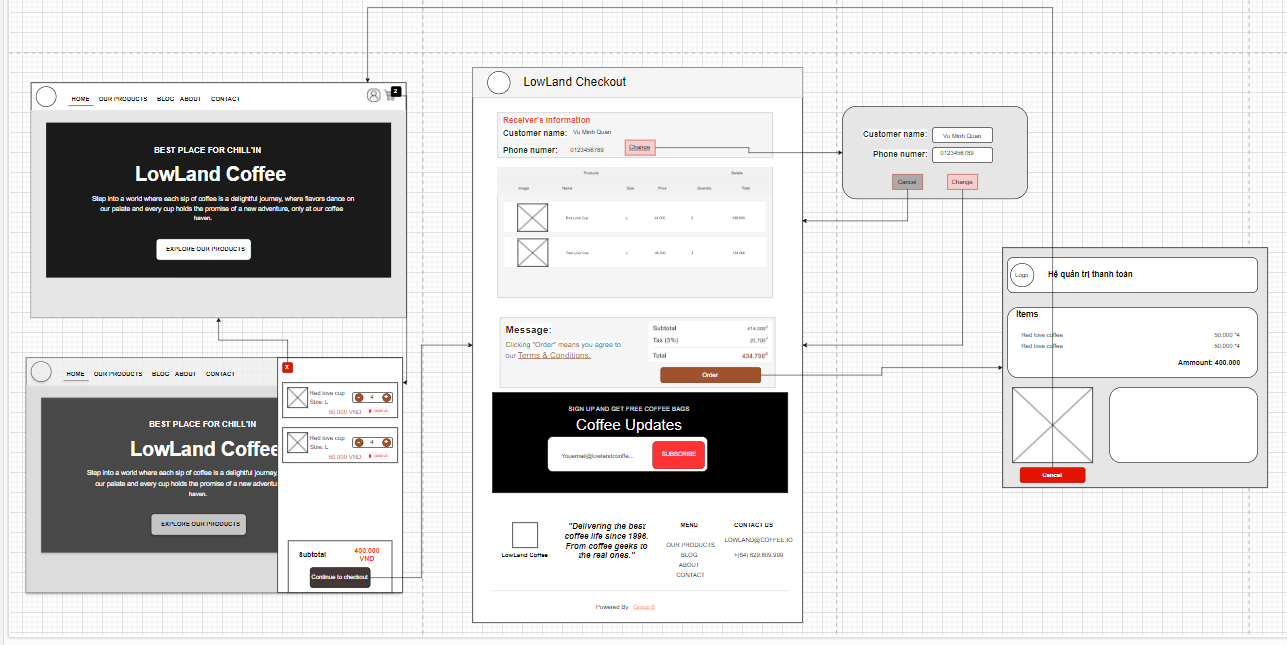 HOME OUR PRODUCTS BLOG ABOUT CONTACT
2
BEST PLACE FOR CHILL'IN
LowLand Coffee
Step into a world where each sip of coffee is a delightful journey, where flavors dance on
our palate and every cup holds the promise of a new adventure, only at our coffee
haven.
EXPLORE OUR PRODUCTS
HOME OUR PRODUCTS BLOG ABOUT CONTACT
BEST PLACE FOR CHILL'IN
LowLand Coffee
Step into a world where each sip of coffee is a delightful journey,
our palate and every cup holds the promise of a new
haven.
EXPLORE OUR PRODUCTS
X
Red love cup
Size: L
- 4 +
50.000 VND
Red love cup
Size: L
- 4 +
50.000 VND
Subtotal
400.000
VND
Continue to checkout
LowLand Checkout
Receiver's Information
Customer name: Vu Minh Quan
Phone numer: 0123456789
Change
Products Details
Image Name Size Price Quantity Total
Red Love Cup L
Red Love Cup L
Message:
Clicking "Order" means you agree to
our Terms & Conditions.
Subtotal 414.000đ
Tax (5%) 20.700đ
Total 434.700đ
Order
SIGN UP AND GET FREE COFFEE BAGS
Coffee Updates
Youemail@lowlandconffe...
SUBSCRIBE
LowLand Coffee
"Delivering the best
coffee life since 1996.
From coffee geeks to
the real ones."
MENU
OUR PRODUCTS
BLOG
ABOUT
CONTACT
CONTACT US
LOWLAND@COFFEE.IO
+(84) 829.609.999
Powered By Group 6
Customer name: Vu Minh Quan
Phone numer: 0123456789
Cancel
Change
Logo
Hệ quản trị thanh toán
Items
Red love coffee 50.000 *4
Red love coffee 50.000 *4
Ammount: 400.000
Cancel